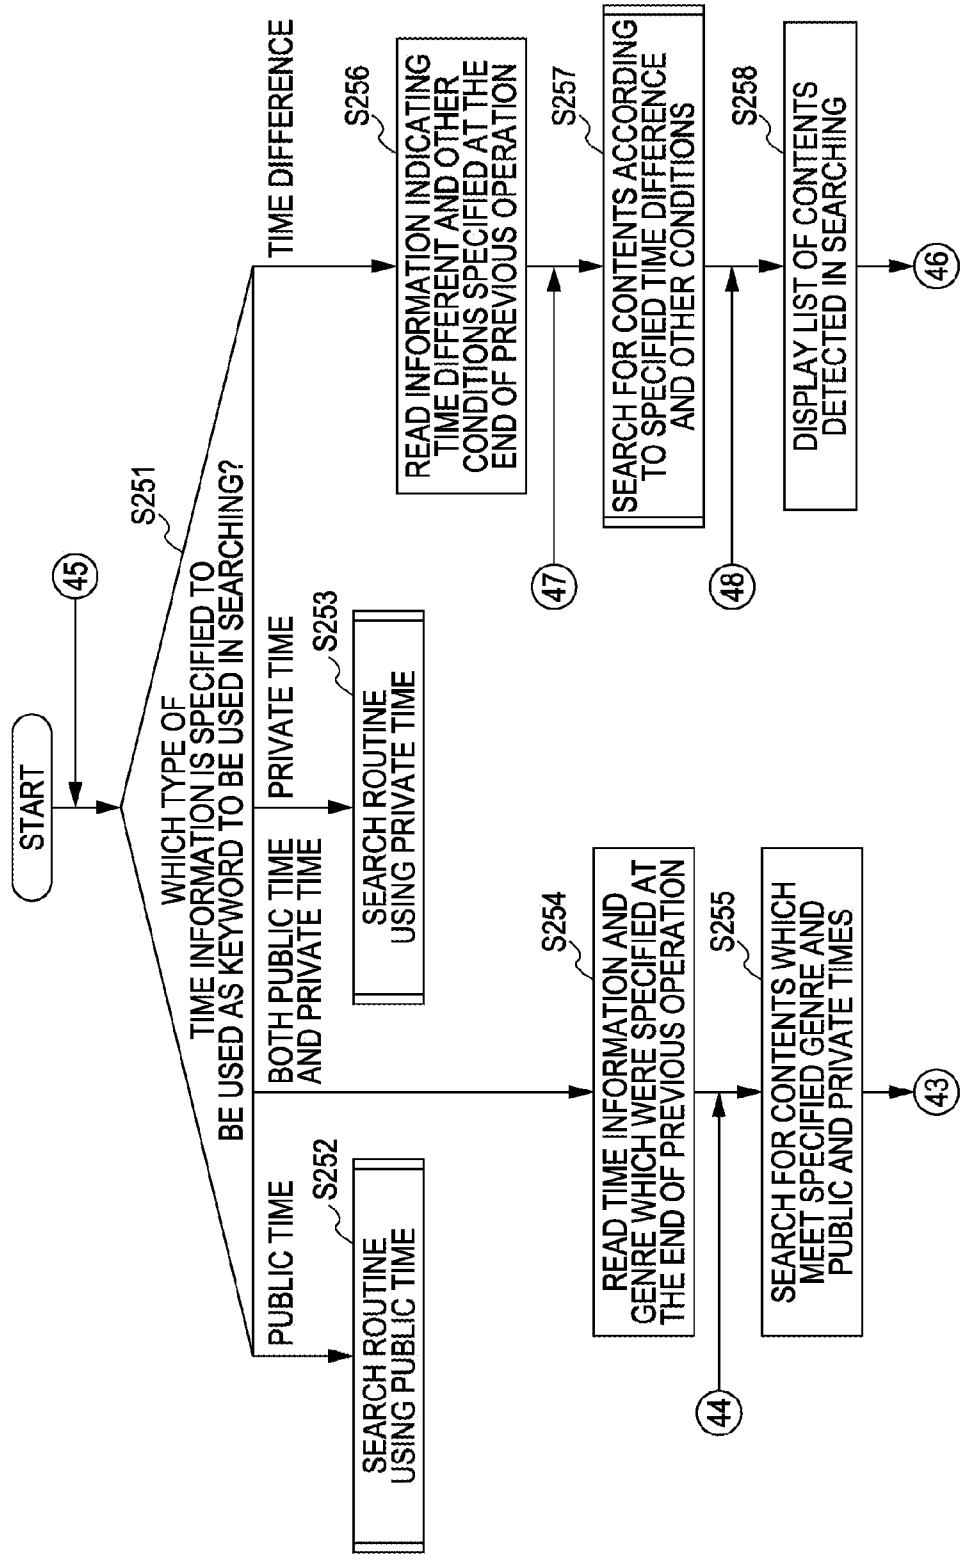 START
45
WHICH TYPE OF
TIME INFORMATION IS SPECIFIED TO
BE USED AS KEYWORD TO BE USED IN SEARCHING?
S251
PUBLIC TIME
BOTH PUBLIC TIME
AND PRIVATE TIME
PRIVATE TIME
TIME DIFFERENCE
S252
SEARCH ROUTINE
USING PUBLIC TIME
S253
SEARCH ROUTINE
USING PRIVATE TIME
S254
READ TIME INFORMATION AND
GENRE WHICH WERE SPECIFIED AT
THE END OF PREVIOUS OPERATION
44
S255
SEARCH FOR CONTENTS WHICH
MEET SPECIFIED GENRE AND
PUBLIC AND PRIVATE TIMES
43
S256
READ INFORMATION INDICATING
TIME DIFFERENT AND OTHER
CONDITIONS SPECIFIED AT THE
END OF PREVIOUS OPERATION
47
S257
SEARCH FOR CONTENTS ACCORDING
TO SPECIFIED TIME DIFFERENCE
AND OTHER CONDITIONS
48
S258
DISPLAY LIST OF CONTENTS
DETECTED IN SEARCHING
46